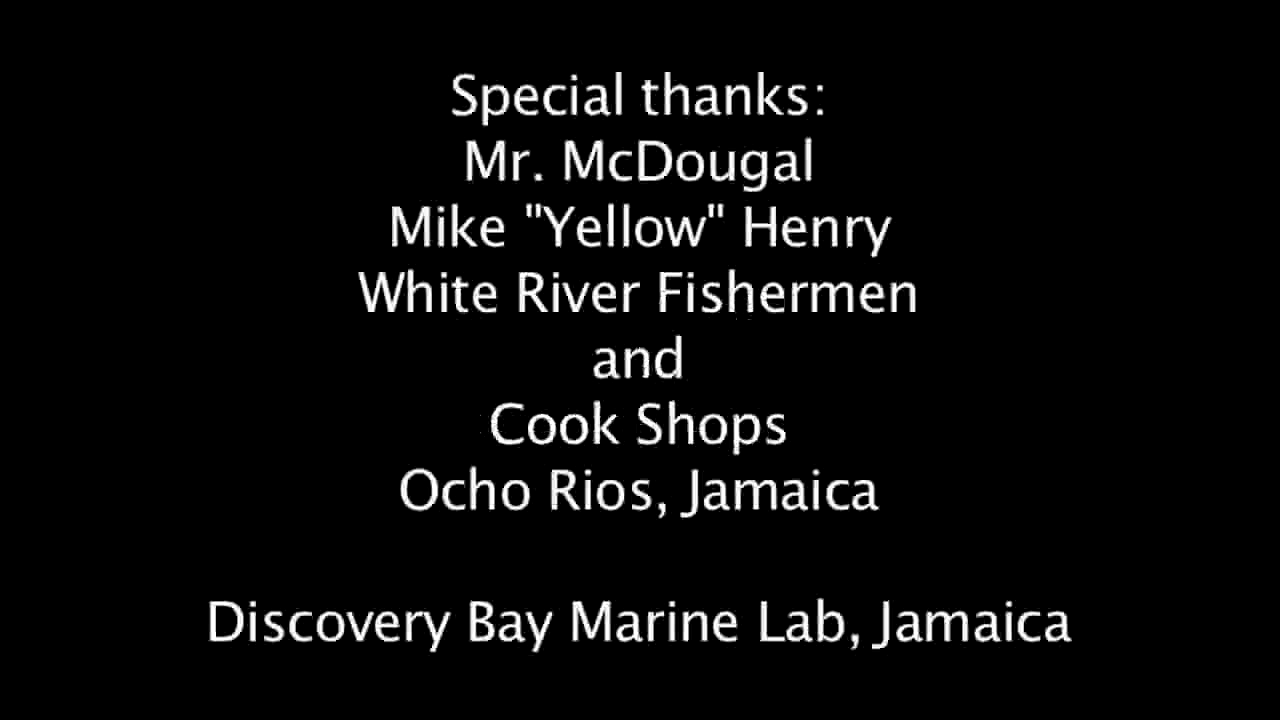 Special thanks:
Mr. McDougal
Mike "Yellow" Henry
White River Fishermen
and
Cook Shops
Ocho Rios, Jamaica
Discovery Bay Marine Lab, Jamaica